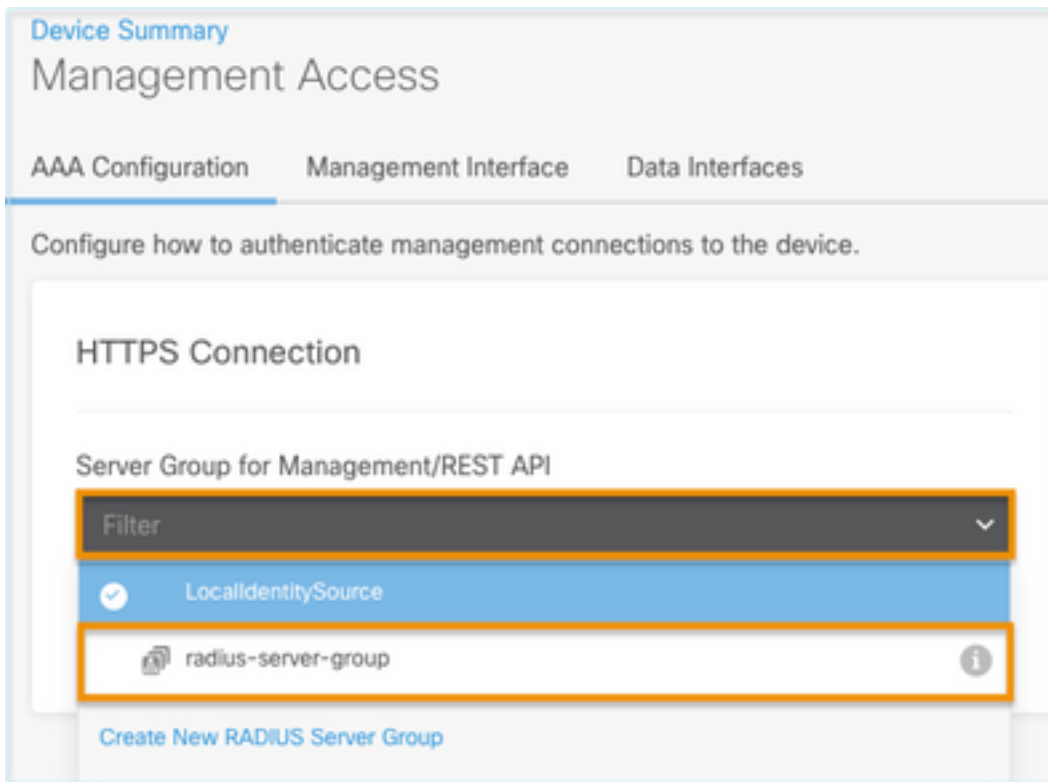 Device Summary
Management Access
AAA Configuration Management Interface Data Interfaces
Configure how to authenticate management connections to the device.
HTTPS Connection
Server Group for Management/REST API
Filter
LocalIdentitySource
radius-server-group
Create New RADIUS Server Group